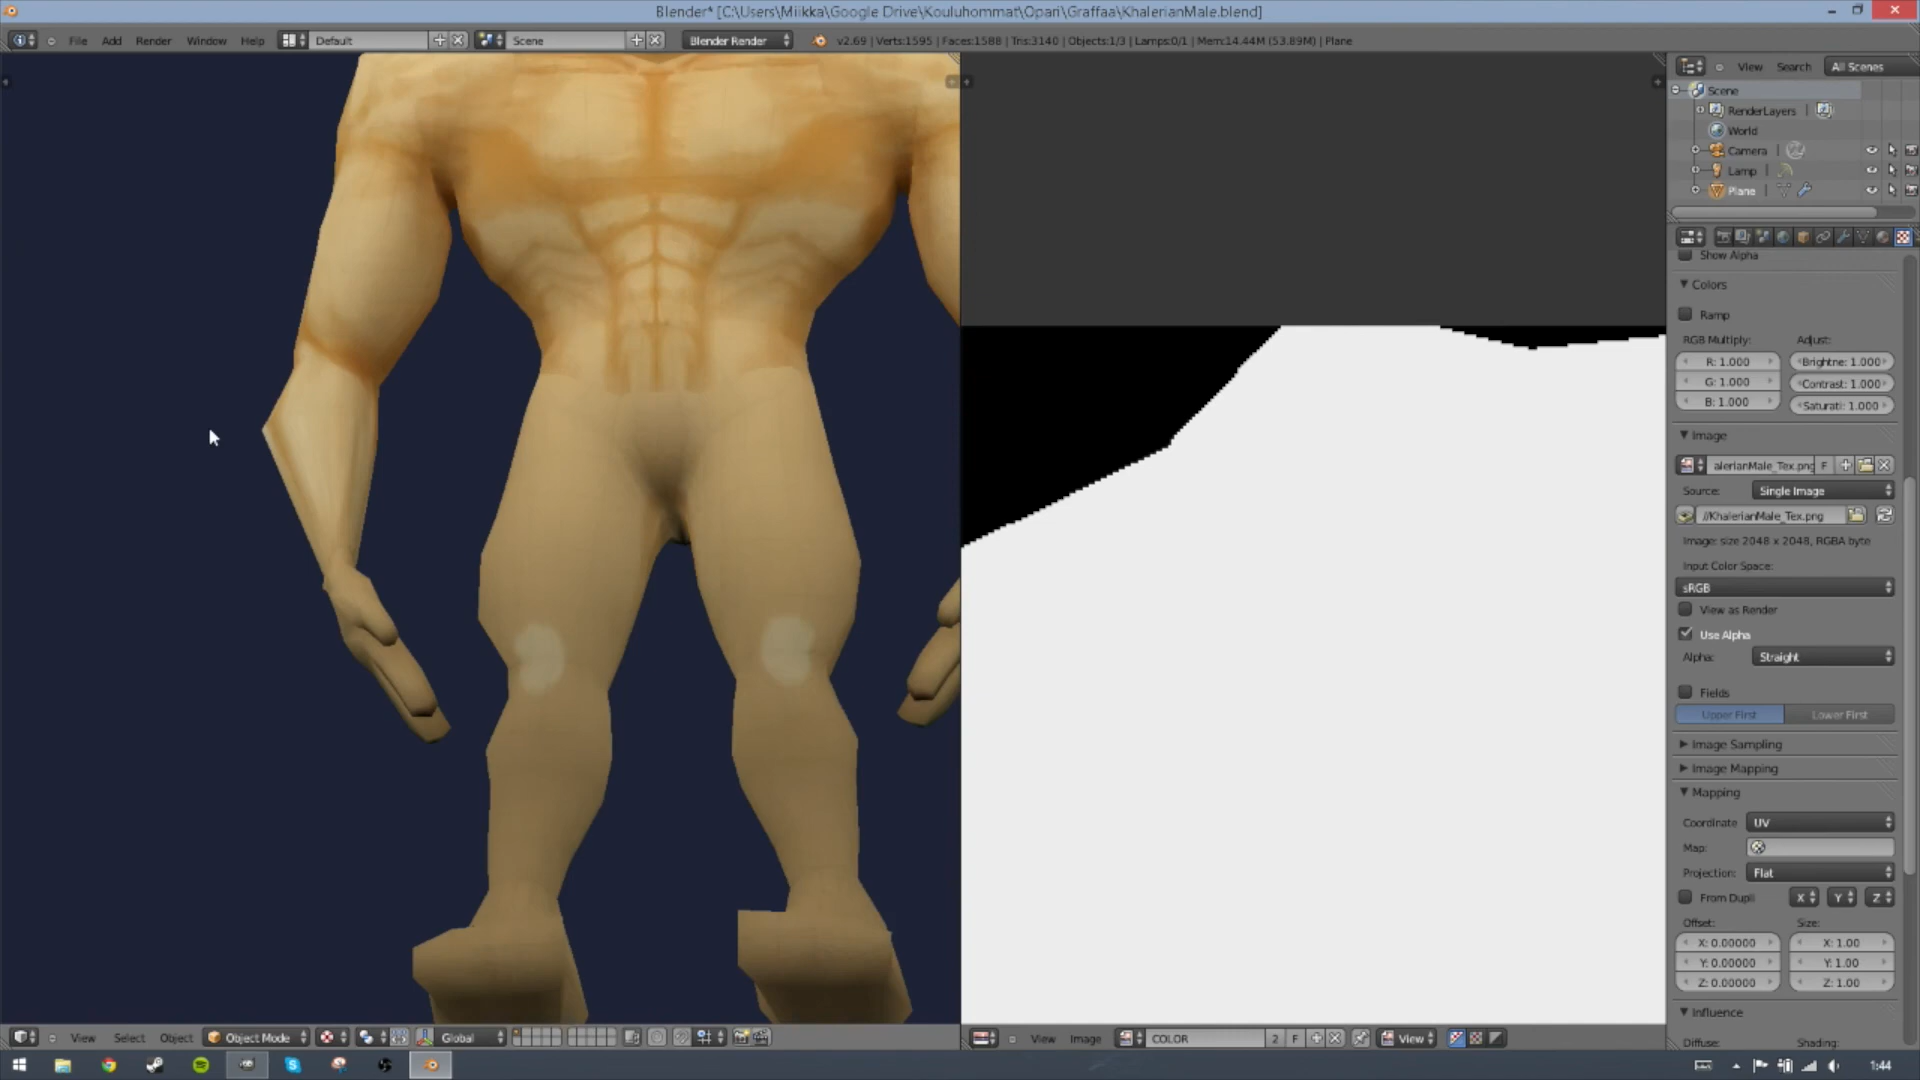 Blender* [C:\Users\Miikka\Google Drive\Kouluhommat\Opari\Graffaa\KhalerianMale.blend]
File Add Render Window Help Default Scene Blender Render v2.69 | Verts:1595 | Faces:1588 | Tris:3140 | Objects:1/3 | Lamps:0/1 | Mem:14.44M (53.89M) | Plane
View Search All Scenes
Scene
RenderLayers
World
Camera
Lamp
Plane
Show Alpha
Colors
Ramp
RGB Multiply: Adjust:
R: 1.000 Brightne: 1.000
G: 1.000 Contrast: 1.000
B: 1.000 Saturati: 1.000
Image
alerianMale_Tex.png F
Source: Single Image
//KhalerianMale_Tex.png
Image: size 2048 x 2048, RGBA byte
Input Color Space:
sRGB
View as Render
Use Alpha
Alpha: Straight
Fields
Upper First Lower First
Image Sampling
Image Mapping
Mapping
Coordinate UV
Map:
Projection: Flat
From Dupli X Y Z
Offset: Size:
X: 0.00000 X: 1.00
Y: 0.00000 Y: 1.00
Z: 0.00000 Z: 1.00
Influence
Diffuse: Shading:
View Select Object Object Mode Global
View Image COLOR 2 F View
1:44